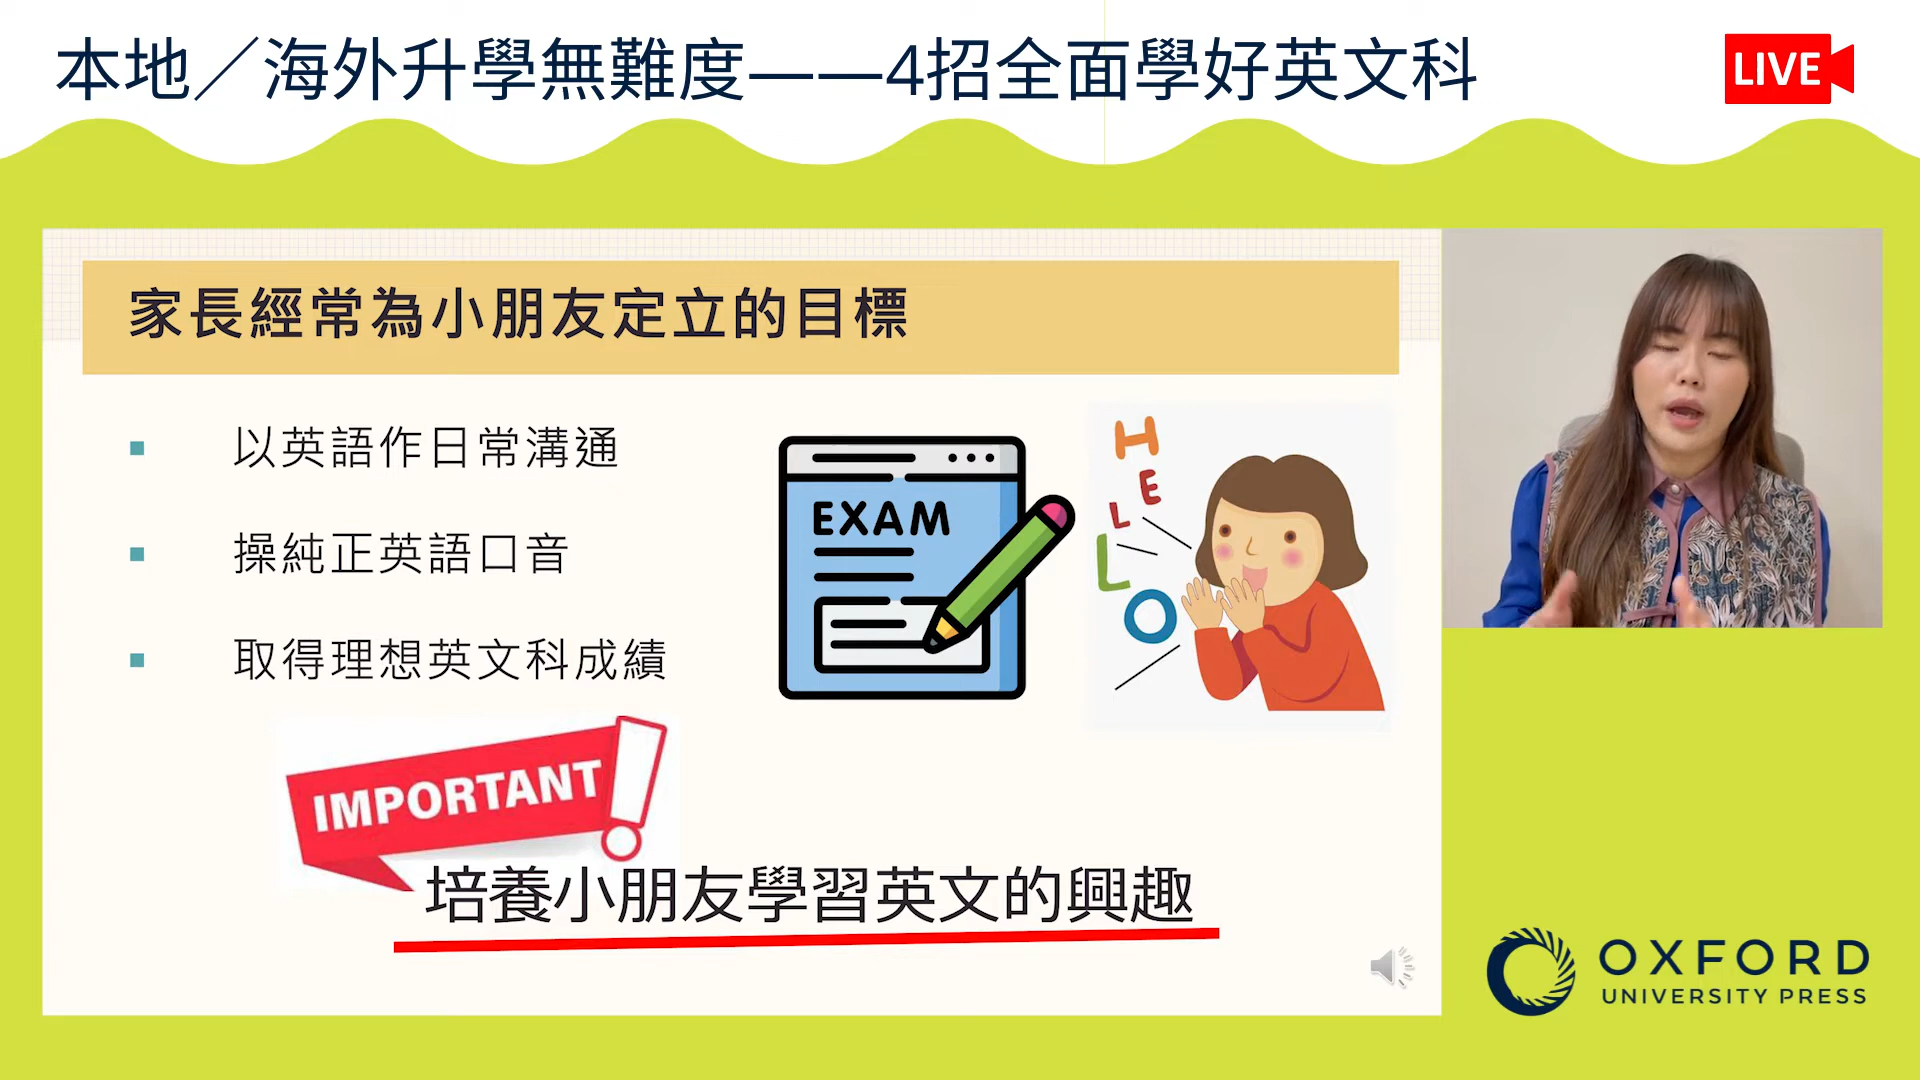 本地／海外升學無難度——4招全面學好英文科
LIVE
家長經常為小朋友定立的目標
以英語作日常溝通
操純正英語口音
取得理想英文科成績
EXAM
HELLO
IMPORTANT!
培養小朋友學習英文的興趣
OXFORD
UNIVERSITY PRESS